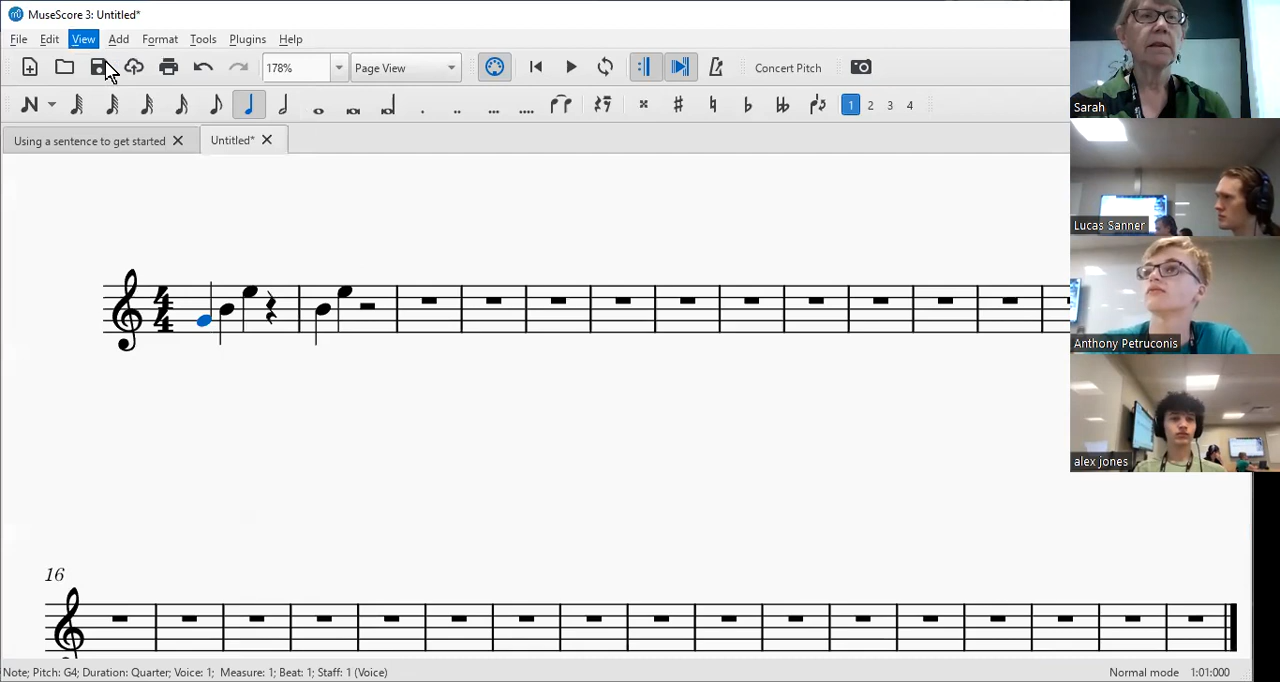 MuseScore 3: Untitled*
File Edit View Add Format Tools Plugins Help
178% Page View Concert Pitch
1 2 3 4
Using a sentence to get started Untitled*
4
4
16
Note; Pitch: G4; Duration: Quarter; Voice: 1; Measure: 1; Beat: 1; Staff: 1 (Voice) Normal mode 1:01:000
Sarah
Lucas Sanner
Anthony Petruconis
alex jones